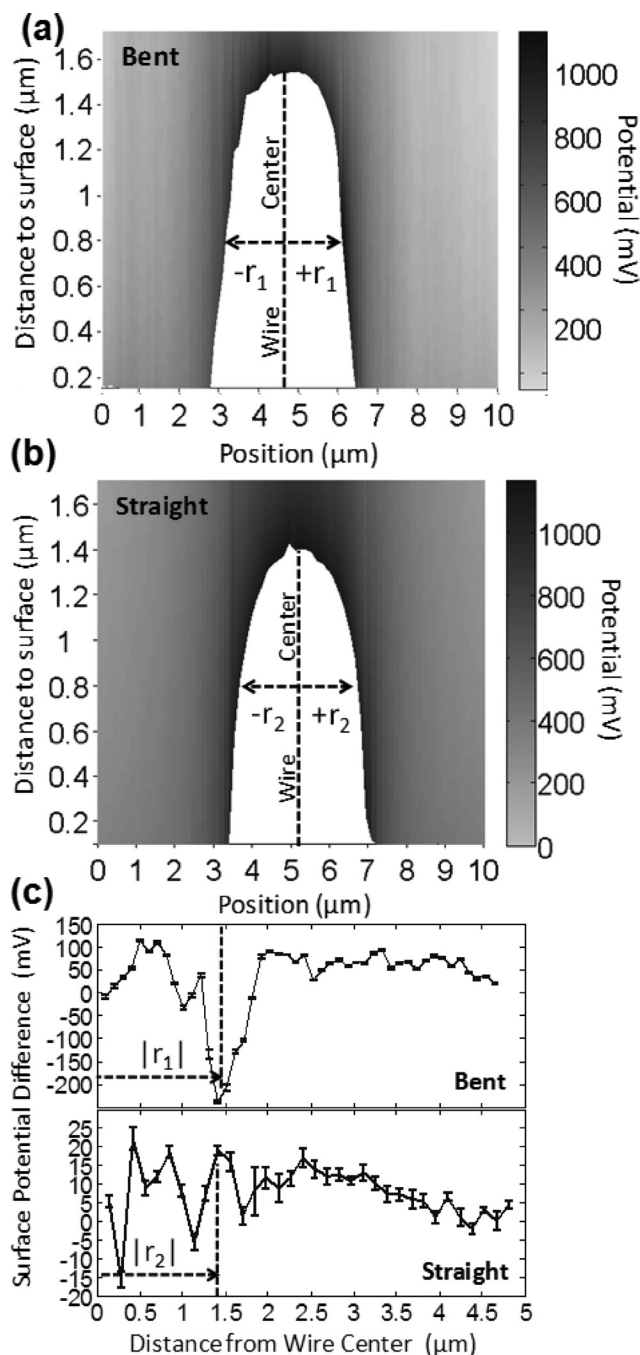 (a)
Bent
Distance to surface (μm)
1.6
1.4
1.2
1
0.8
0.6
0.4
0.2
Center
-r1 +r1
Wire
0 1 2 3 4 5 6 7 8 9 10
Position (μm)
1000
800
600
400
200
Potential (mV)
(b)
Straight
Distance to surface (μm)
1.6
1.4
1.2
1
0.8
0.6
0.4
0.2
Center
-r2 +r2
Wire
0 1 2 3 4 5 6 7 8 9 10
Position (μm)
1000
800
600
400
200
0
Potential (mV)
(c)
Surface Potential Difference (mV)
150
100
50
0
-50
-100
-150
-200
|r1|
Bent
25
20
15
10
5
0
-5
-10
-15
-20
|r2|
Straight
0 0.5 1 1.5 2 2.5 3 3.5 4 4.5 5
Distance from Wire Center (μm)